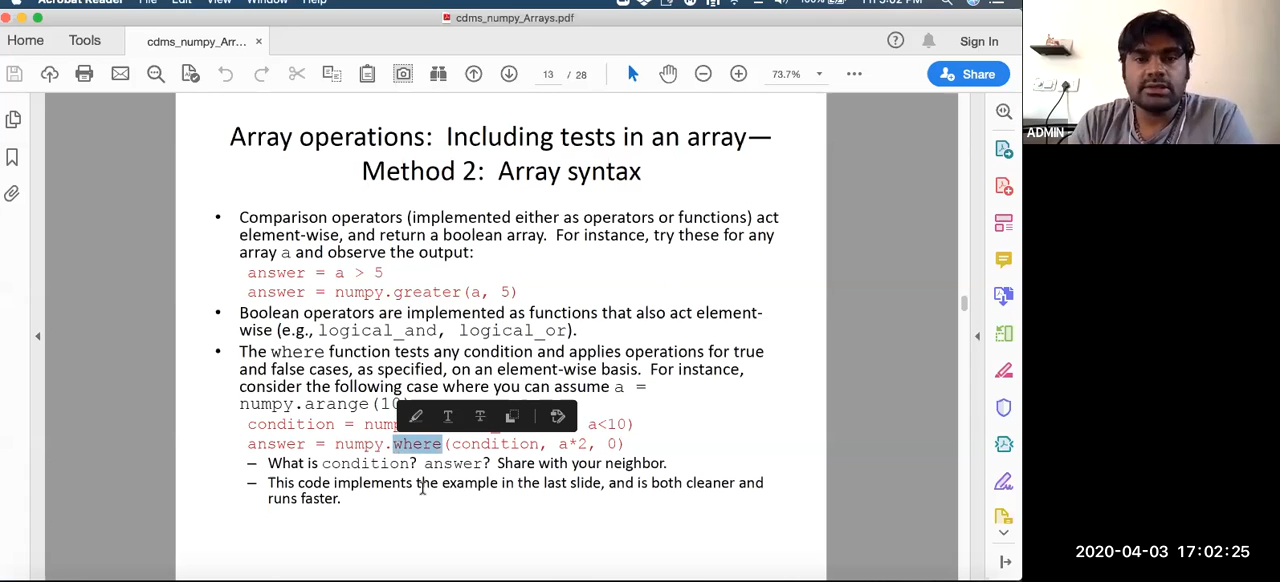 Acrobat Reader File Edit View Window Help
cdms_numpy_Arrays.pdf
Home Tools cdms_numpy_Arr... × Sign In
13 / 28 73.7% Share
Array operations: Including tests in an array—
Method 2: Array syntax
• Comparison operators (implemented either as operators or functions) act
element-wise, and return a boolean array. For instance, try these for any
array a and observe the output:
answer = a > 5
answer = numpy.greater(a, 5)
• Boolean operators are implemented as functions that also act element-
wise (e.g., logical_and, logical_or).
• The where function tests any condition and applies operations for true
and false cases, as specified, on an element-wise basis. For instance,
consider the following case where you can assume a =
numpy.arange(10
condition = a<10)
answer = numpy.where(condition, a*2, 0)
– What is condition? answer? Share with your neighbor.
– This code implements the example in the last slide, and is both cleaner and
runs faster.
ADMIN
2020-04-03 17:02:25